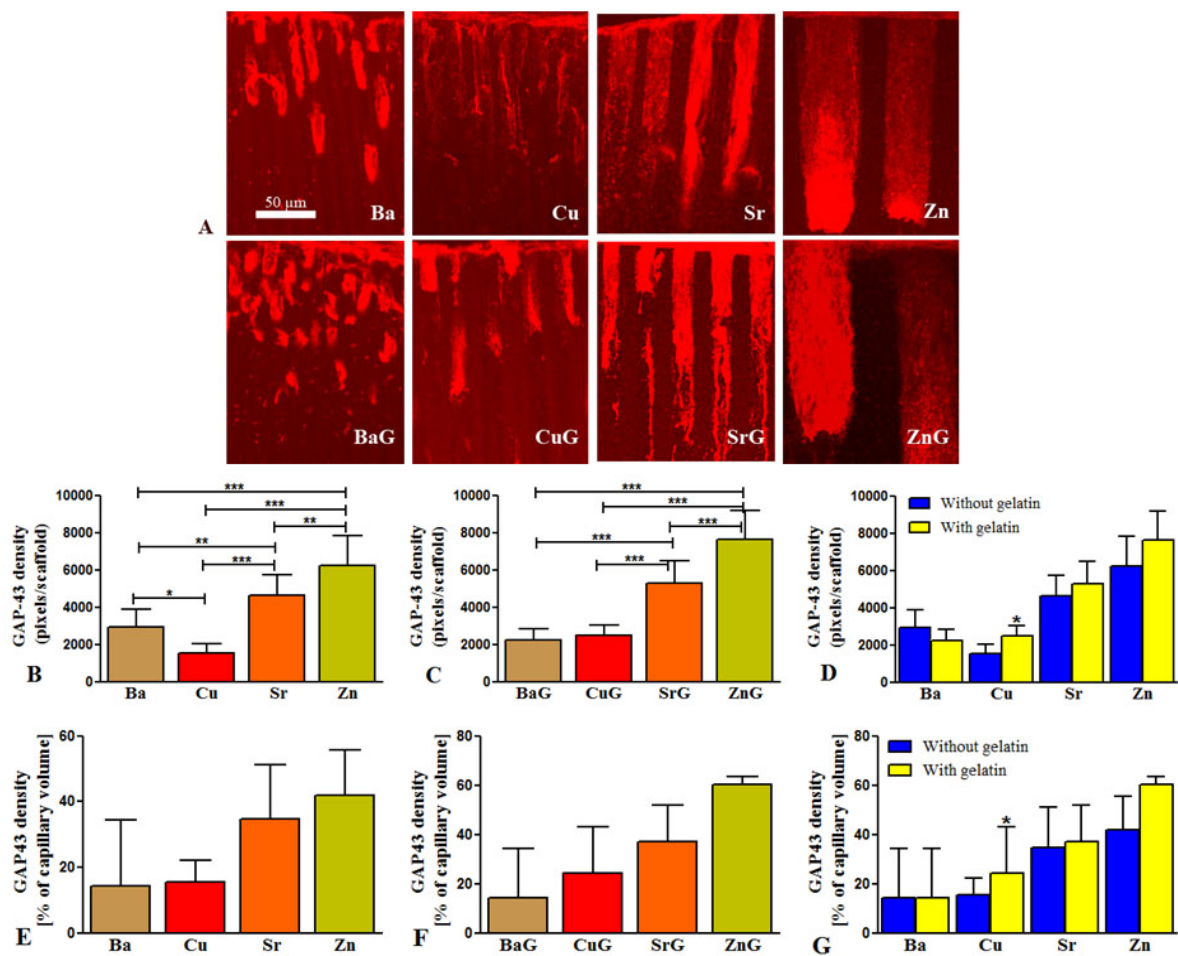 50 µm
Ba
Cu
Sr
Zn
A
BaG
CuG
SrG
ZnG
GAP-43 density
(pixels/scaffold)
10000
8000
6000
4000
2000
0
***
***
**
**
***
*
B
Ba
Cu
Sr
Zn
GAP-43 density
(pixels/scaffold)
10000
8000
6000
4000
2000
0
***
***
***
***
***
C
BaG
CuG
SrG
ZnG
GAP-43 density
(pixels/scaffold)
10000
8000
6000
4000
2000
0
Without gelatin
With gelatin
*
D
Ba
Cu
Sr
Zn
GAP43 density
[% of capillary volume]
60
40
20
0
E
Ba
Cu
Sr
Zn
GAP43 density
[% of capillary volume]
80
60
40
20
0
F
BaG
CuG
SrG
ZnG
GAP43 density
[% of capillary volume]
80
60
40
20
0
Without gelatin
With gelatin
*
G
Ba
Cu
Sr
Zn